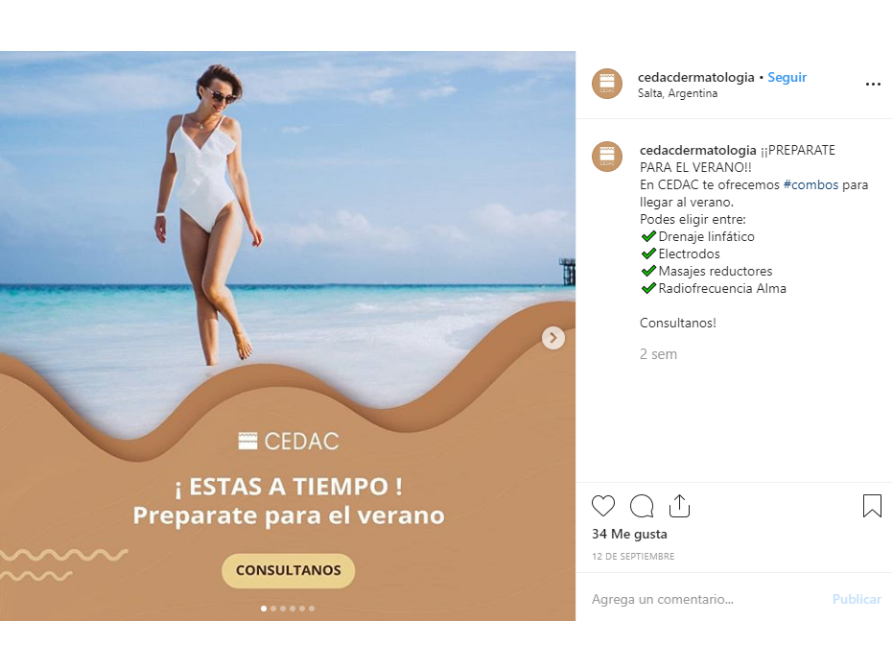 CEDAC
¡ ESTAS A TIEMPO !
Preparate para el verano
CONSULTANOS
cedacdermatologia • Seguir
Salta, Argentina
cedacdermatologia ¡¡PREPARATE
PARA EL VERANO!!
En CEDAC te ofrecemos #combos para
llegar al verano.
Podes eligir entre:
✔Drenaje linfático
✔Electrodos
✔Masajes reductores
✔Radiofrecuencia Alma
Consultanos!
2 sem
34 Me gusta
12 DE SEPTIEMBRE
Agrega un comentario... Publicar